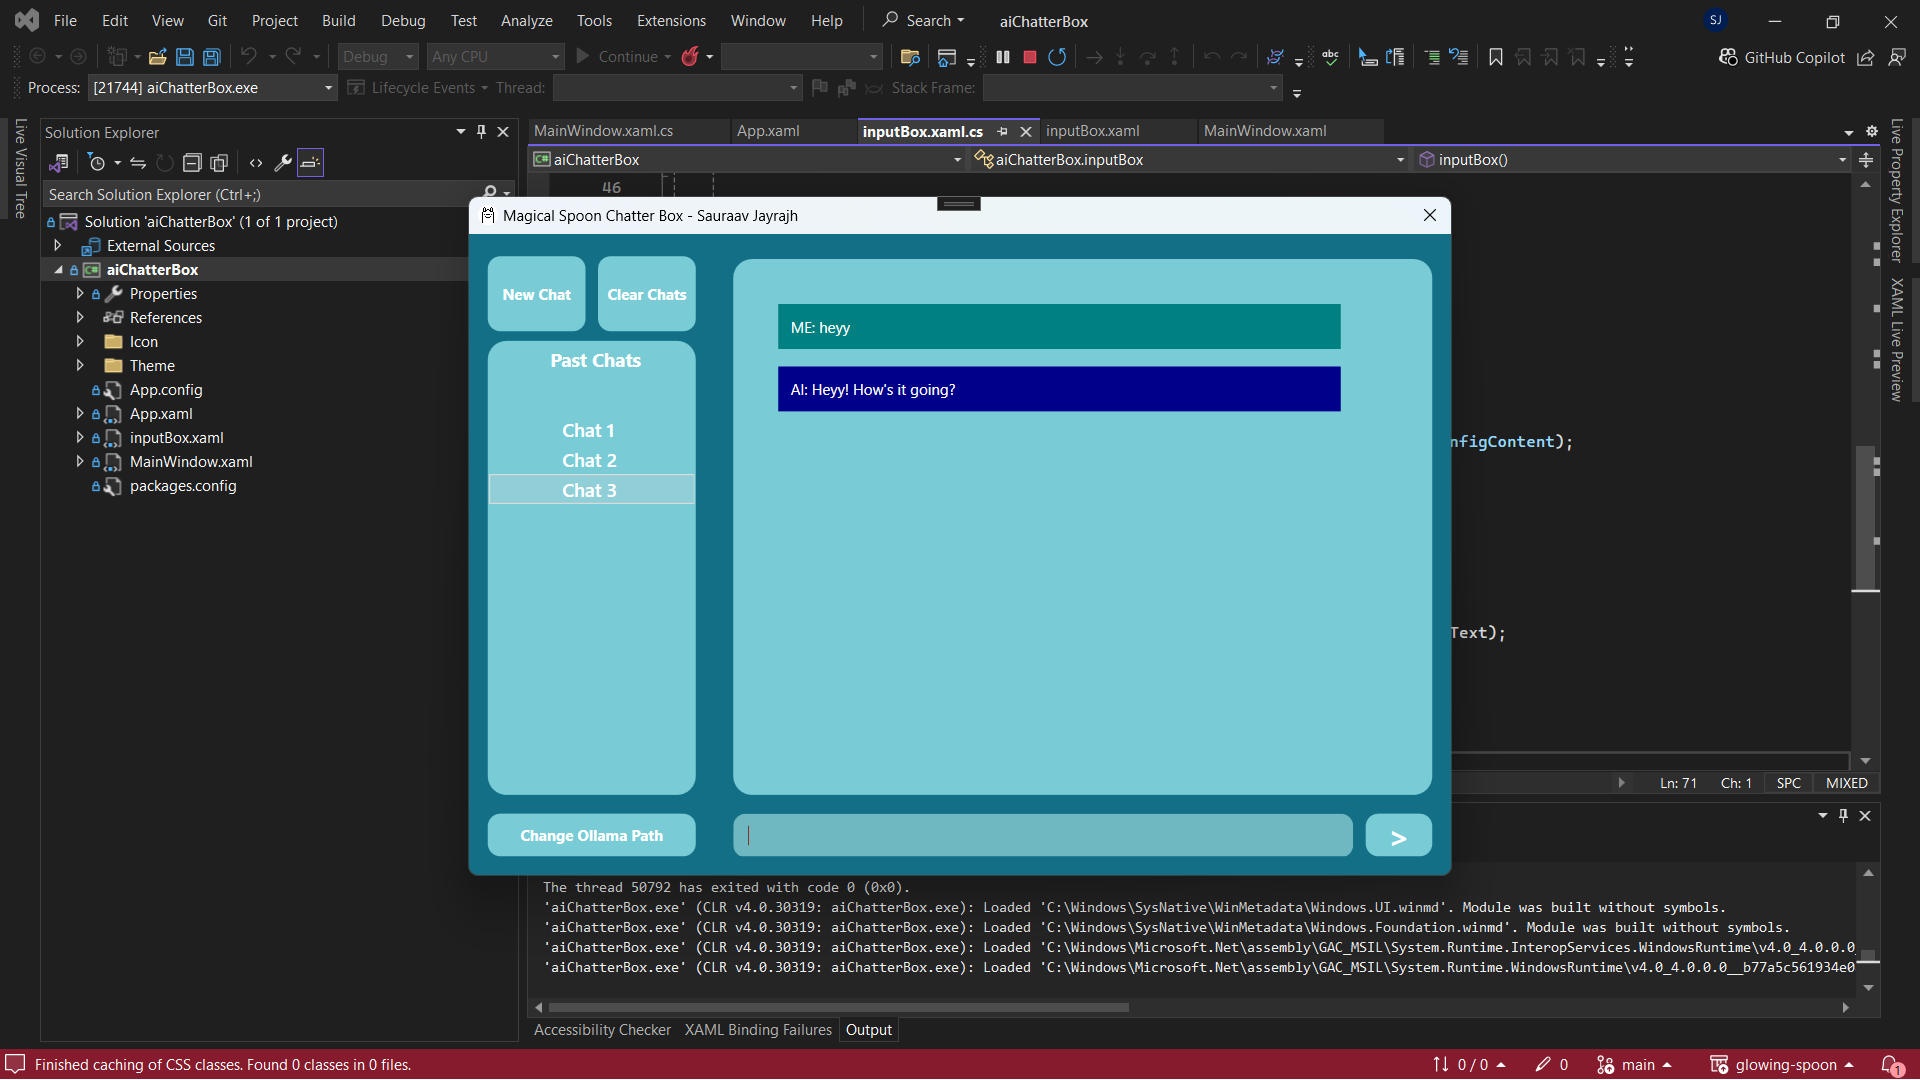 File Edit View Git Project Build Debug Test Analyze Tools Extensions Window Help Search aiChatterBox SJ
Debug Any CPU Continue GitHub Copilot
Process: [21744] aiChatterBox.exe Lifecycle Events Thread: Stack Frame:
Live Visual Tree
Solution Explorer
Search Solution Explorer (Ctrl+;)
Solution 'aiChatterBox' (1 of 1 project)
External Sources
aiChatterBox
Properties
References
Icon
Theme
App.config
App.xaml
inputBox.xaml
MainWindow.xaml
packages.config
MainWindow.xaml.cs App.xaml inputBox.xaml.cs inputBox.xaml MainWindow.xaml
aiChatterBox aiChatterBox.inputBox inputBox()
46
Magical Spoon Chatter Box - Sauraav Jayrajh
New Chat Clear Chats
Past Chats
Chat 1
Chat 2
Chat 3
Change Ollama Path
ME: heyy
AI: Heyy! How's it going?
>
nfigContent);
Text);
Ln: 71 Ch: 1 SPC MIXED
Live Property Explorer
XAML Live Preview
The thread 50792 has exited with code 0 (0x0).
'aiChatterBox.exe' (CLR v4.0.30319: aiChatterBox.exe): Loaded 'C:\Windows\SysNative\WinMetadata\Windows.UI.winmd'. Module was built without symbols.
'aiChatterBox.exe' (CLR v4.0.30319: aiChatterBox.exe): Loaded 'C:\Windows\SysNative\WinMetadata\Windows.Foundation.winmd'. Module was built without symbols.
'aiChatterBox.exe' (CLR v4.0.30319: aiChatterBox.exe): Loaded 'C:\Windows\Microsoft.Net\assembly\GAC_MSIL\System.Runtime.InteropServices.WindowsRuntime\v4.0_4.0.0.0_
'aiChatterBox.exe' (CLR v4.0.30319: aiChatterBox.exe): Loaded 'C:\Windows\Microsoft.Net\assembly\GAC_MSIL\System.Runtime.WindowsRuntime\v4.0_4.0.0.0__b77a5c561934e0
Accessibility Checker XAML Binding Failures Output
Finished caching of CSS classes. Found 0 classes in 0 files. 0 / 0 0 main glowing-spoon 1